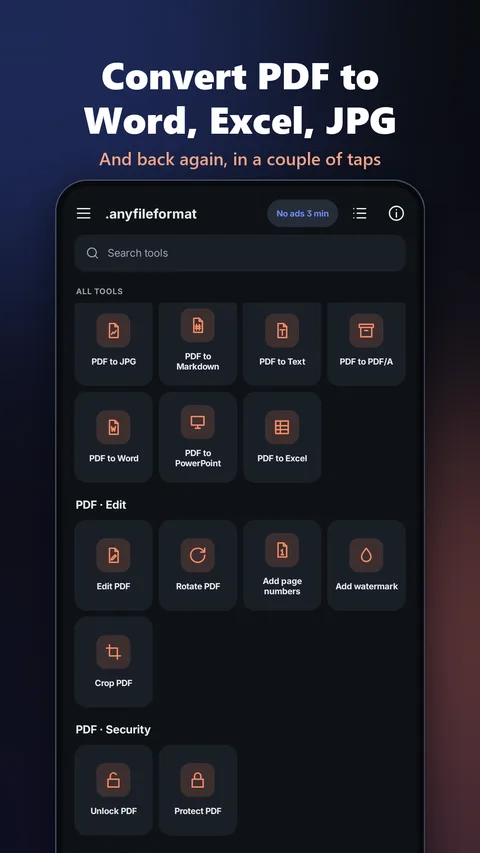 Convert PDF to
Word, Excel, JPG
And back again, in a couple of taps
.anyfileformat
No ads 3 min
Search tools
ALL TOOLS
PDF to JPG
PDF to
Markdown
PDF to Text
PDF to PDF/A
PDF to Word
PDF to
PowerPoint
PDF to Excel
PDF · Edit
Edit PDF
Rotate PDF
Add page
numbers
Add watermark
Crop PDF
PDF · Security
Unlock PDF
Protect PDF